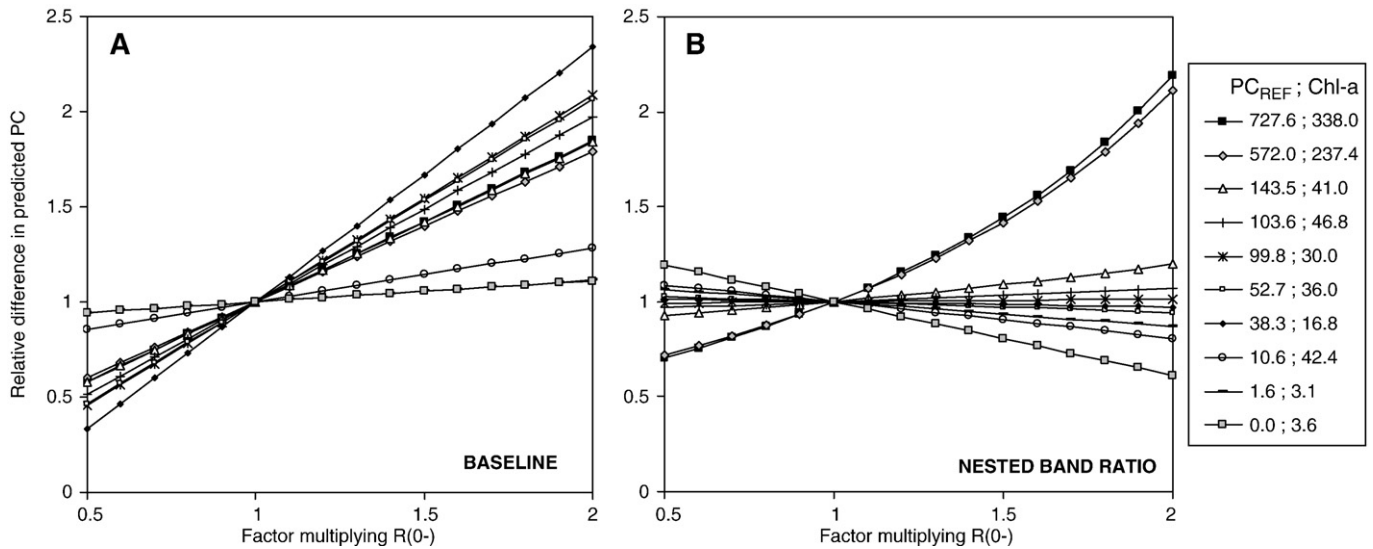 A
2.5
2
1.5
1
0.5
0
Relative difference in predicted PC
BASELINE
0.5 1 1.5 2
Factor multiplying R(0-)
B
2.5
2
1.5
1
0.5
0
NESTED BAND RATIO
0.5 1 1.5 2
Factor multiplying R(0-)
PCREF ; Chl-a
727.6 ; 338.0
572.0 ; 237.4
143.5 ; 41.0
103.6 ; 46.8
99.8 ; 30.0
52.7 ; 36.0
38.3 ; 16.8
10.6 ; 42.4
1.6 ; 3.1
0.0 ; 3.6